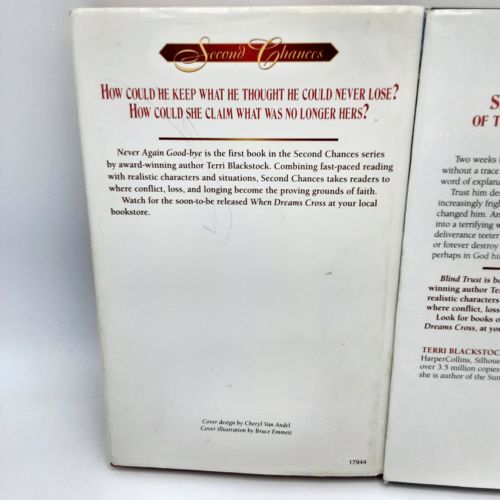 Second Chances
HOW COULD HE KEEP WHAT HE THOUGHT HE COULD NEVER LOSE?
HOW COULD SHE CLAIM WHAT WAS NO LONGER HERS?
Never Again Good-bye is the first book in the Second Chances series
by award-winning author Terri Blackstock. Combining fast-paced reading
with realistic characters and situations, Second Chances takes readers to
where conflict, loss, and longing become the proving grounds of faith.
Watch for the soon-to-be released When Dreams Cross at your local
bookstore.
Cover design by Cheryl Van Andel
Cover illustration by Bruce Emmett
17944
OF T
Two weeks
without a trace
word of explana
Trust him de
increasingly frigh
changed him. An
into a terrifying w
deliverance teeter
or forever destroy
perhaps in God hi
Blind Trust is b
winning author Te
realistic characters
where conflict, loss
Look for books o
Dreams Cross, at yo
TERRI BLACKSTOC
HarperCollins, Silhoue
over 3.5 million copies
she is author of the Sun